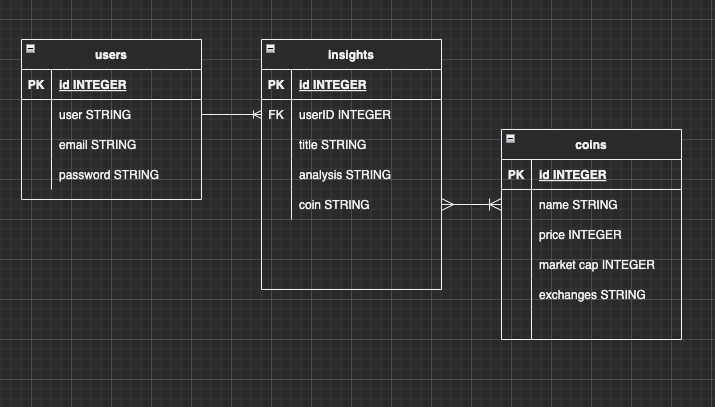 users
PK id INTEGER
user STRING
email STRING
password STRING
insights
PK id INTEGER
FK userID INTEGER
title STRING
analysis STRING
coin STRING
coins
PK id INTEGER
name STRING
price INTEGER
market cap INTEGER
exchanges STRING